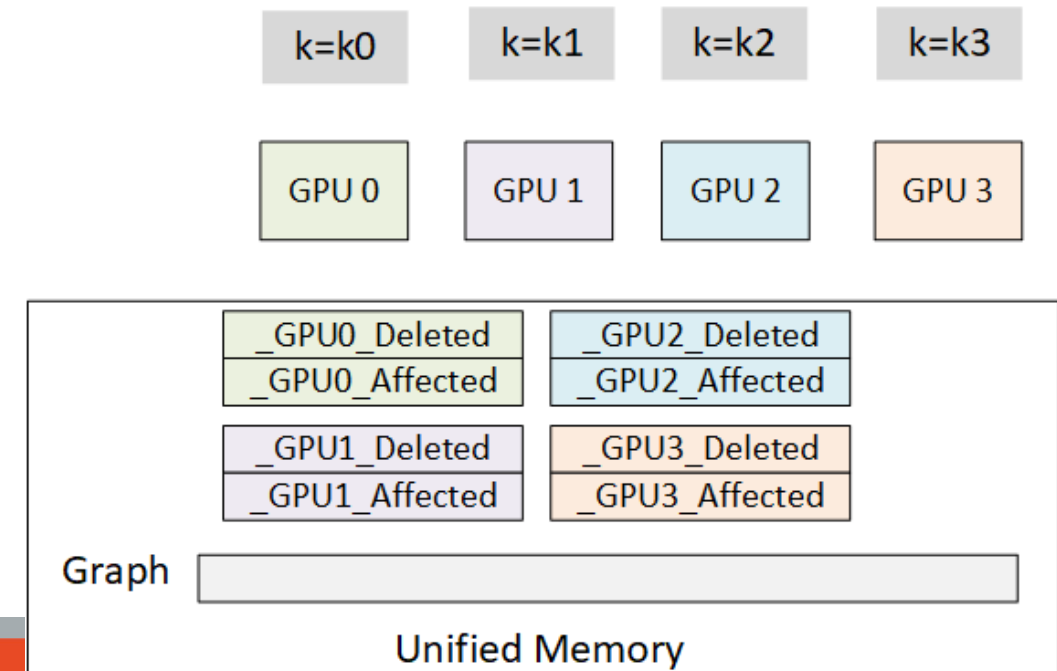 k=k0 k=k1 k=k2 k=k3
GPU 0 GPU 1 GPU 2 GPU 3
_GPU0_Deleted _GPU2_Deleted
_GPU0_Affected _GPU2_Affected
_GPU1_Deleted _GPU3_Deleted
_GPU1_Affected _GPU3_Affected
Graph
Unified Memory